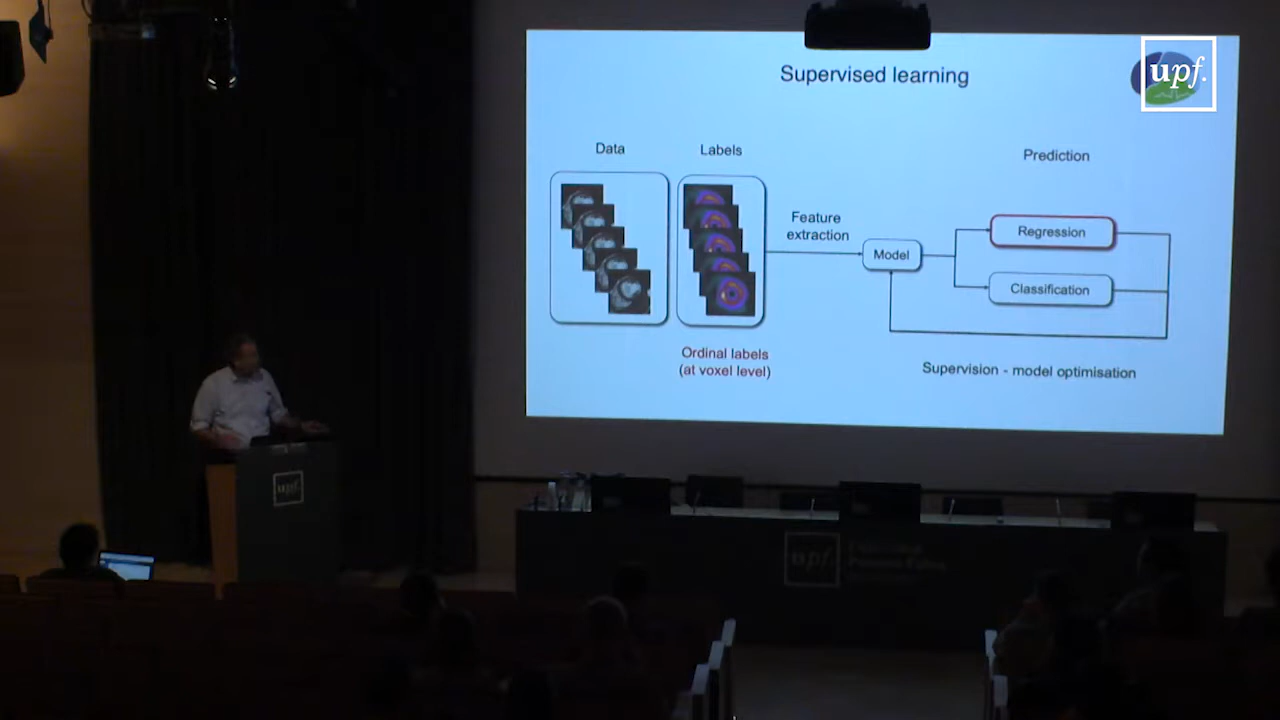 Supervised learning
upf.
Data
Labels
Prediction
Feature
extraction
Model
Regression
Classification
Ordinal labels
(at voxel level)
Supervision - model optimisation
upf.
upf.